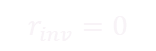 r_{inv} = 0